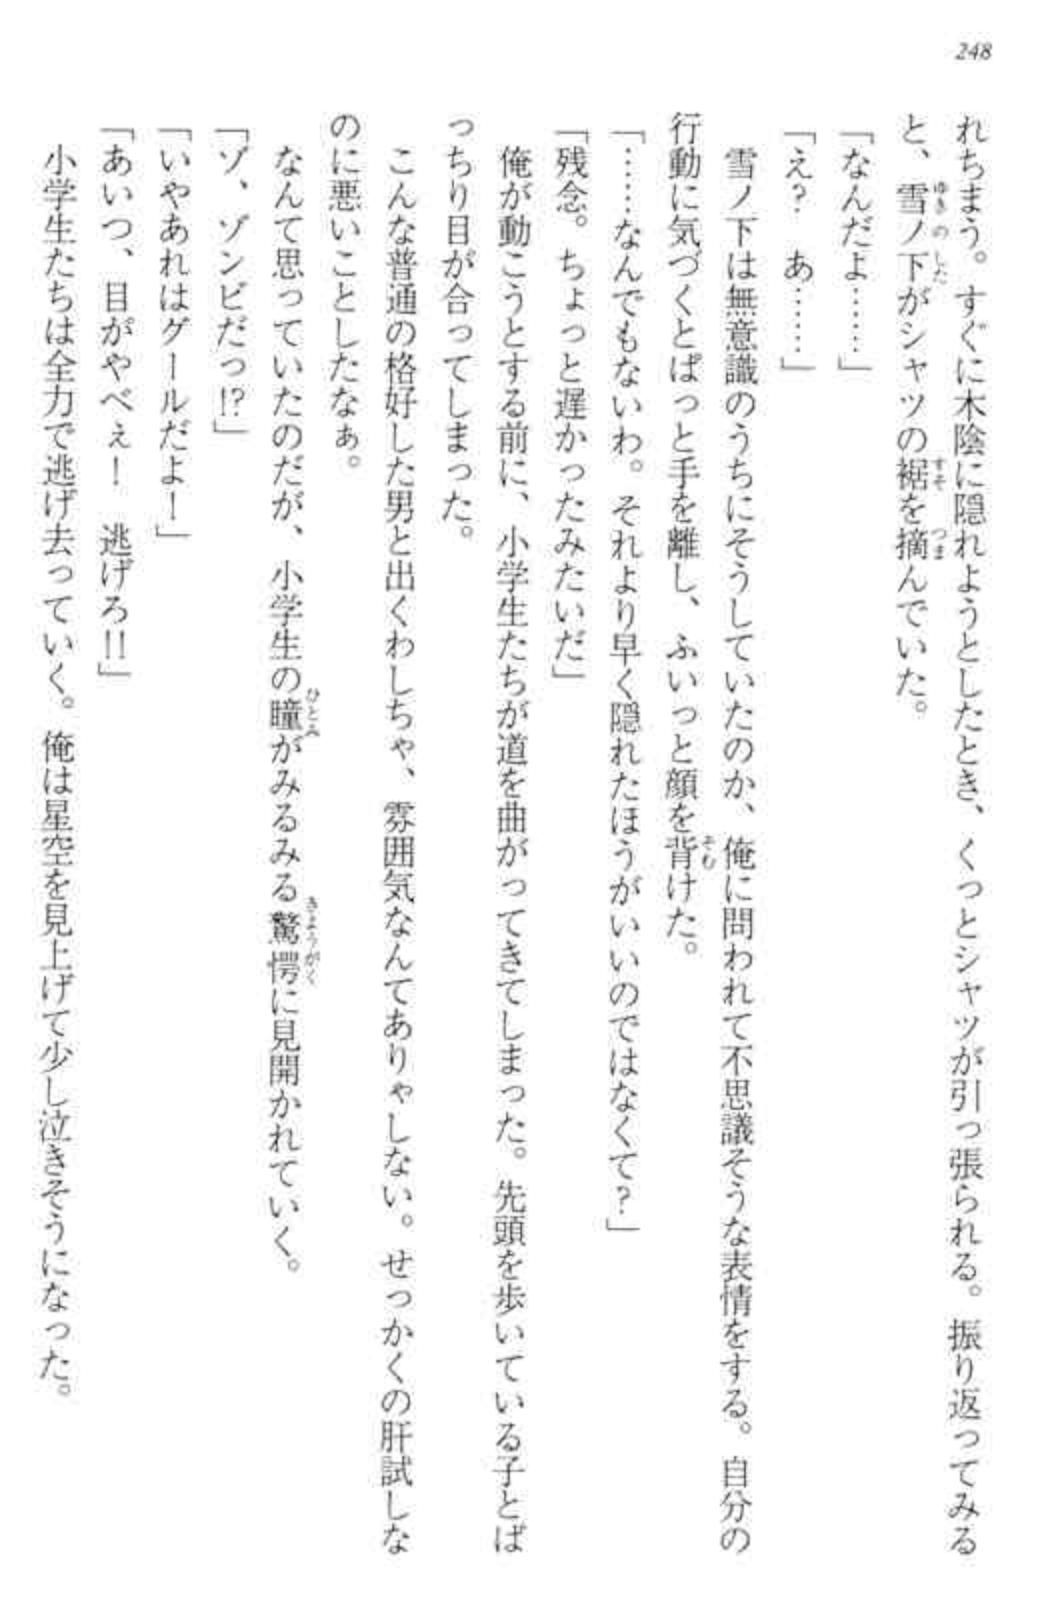 248
れちまう。すぐに木陰に隠れようとしたとき、くっとシャツが引っ張られる。振り返ってみる
と、雪ノ下がシャツの裾を摘んでいた。
「なんだよ……」
「え？　あ……」
　雪ノ下は無意識のうちにそうしていたのか、俺に問われて不思議そうな表情をする。自分の
行動に気づくとぱっと手を離し、ふいっと顔を背けた。
「……なんでもないわ。それより早く隠れたほうがいいのではなくて？」
「残念。ちょっと遅かったみたいだ」
　俺が動こうとする前に、小学生たちが道を曲がってきてしまった。先頭を歩いている子とば
っちり目が合ってしまった。
　こんな普通の格好した男と出くわしちゃ、雰囲気なんてありゃしない。せっかくの肝試しな
のに悪いことしたなぁ。
　なんて思っていたのだが、小学生の瞳がみるみる驚愕に見開かれていく。
「ゾ、ゾンビだっ!?」
「いやあれはグールだよ！」
「あいつ、目がやべぇ！　逃げろ!!」
　小学生たちは全力で逃げ去っていく。俺は星空を見上げて少し泣きそうになった。